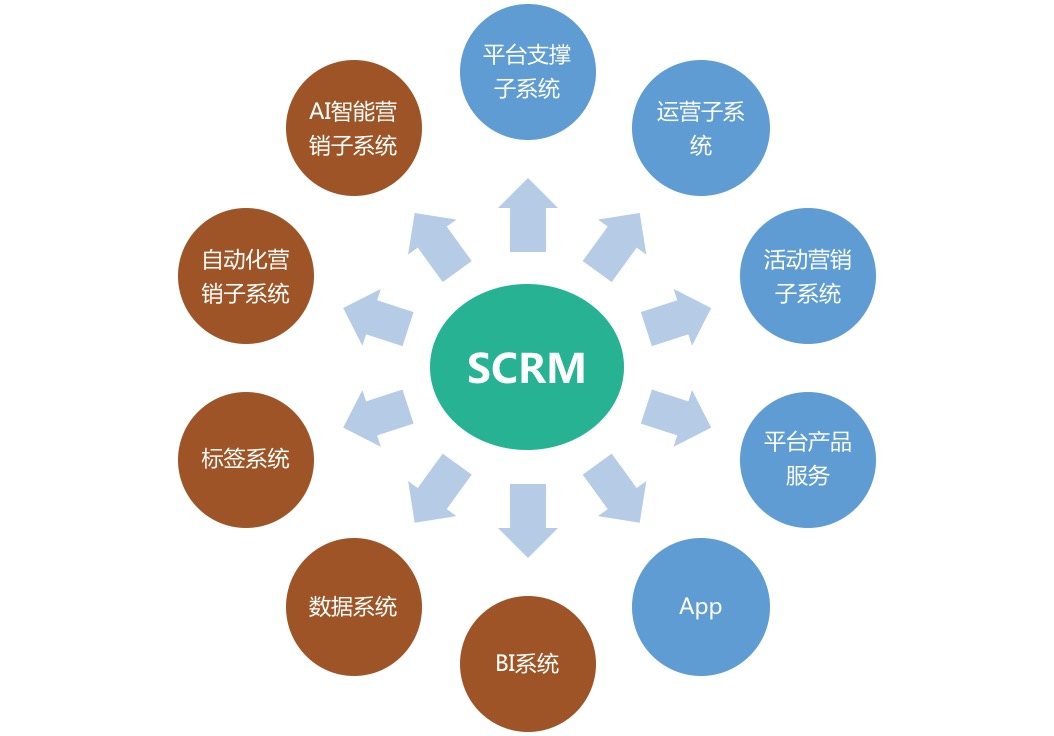 平台支撑
子系统
运营子系
统
活动营销
子系统
平台产品
服务
App
BI系统
数据系统
标签系统
自动化营
销子系统
AI智能营
销子系统
SCRM